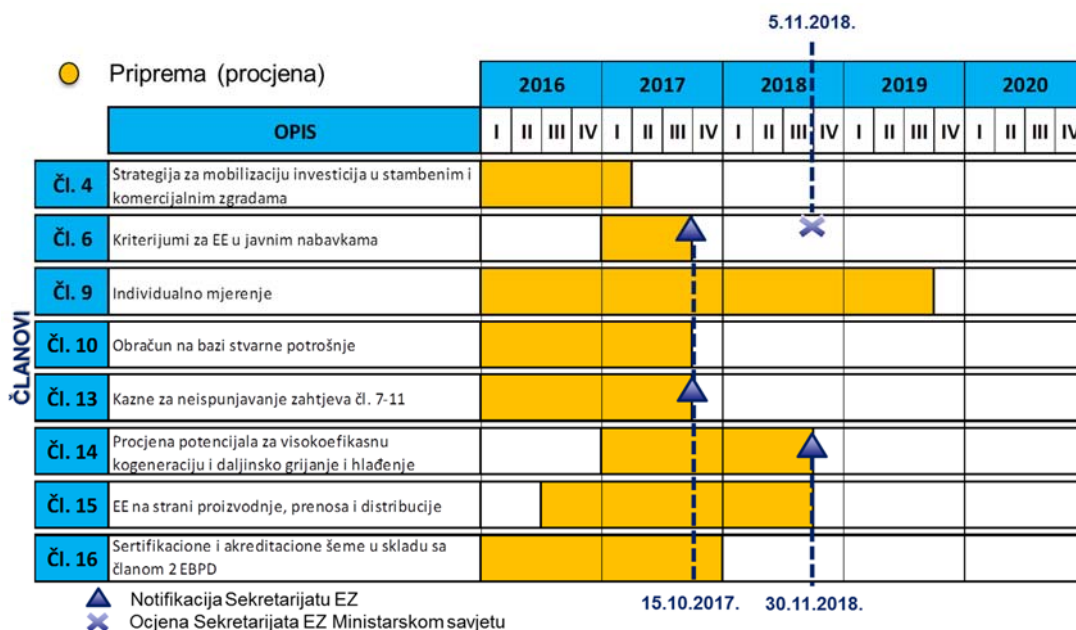 5.11.2018.
Priprema (procjena)
2016 2017 2018 2019 2020
OPIS I II III IV I II III IV I II III IV I II III IV I II III IV
ČLANOVI
Čl. 4 Strategija za mobilizaciju investicija u stambenim i
komercijalnim zgradama
Čl. 6 Kriterijumi za EE u javnim nabavkama
Čl. 9 Individualno mjerenje
Čl. 10 Obračun na bazi stvarne potrošnje
Čl. 13 Kazne za neispunjavanje zahtjeva čl. 7-11
Čl. 14 Procjena potencijala za visokoefikasnu
kogeneraciju i daljinsko grijanje i hlađenje
Čl. 15 EE na strani proizvodnje, prenosa i distribucije
Čl. 16 Sertifikacione i akreditacione šeme u skladu sa
članom 2 EBPD
Notifikacija Sekretarijatu EZ
15.10.2017. 30.11.2018.
Ocjena Sekretarijata EZ Ministarskom savjetu